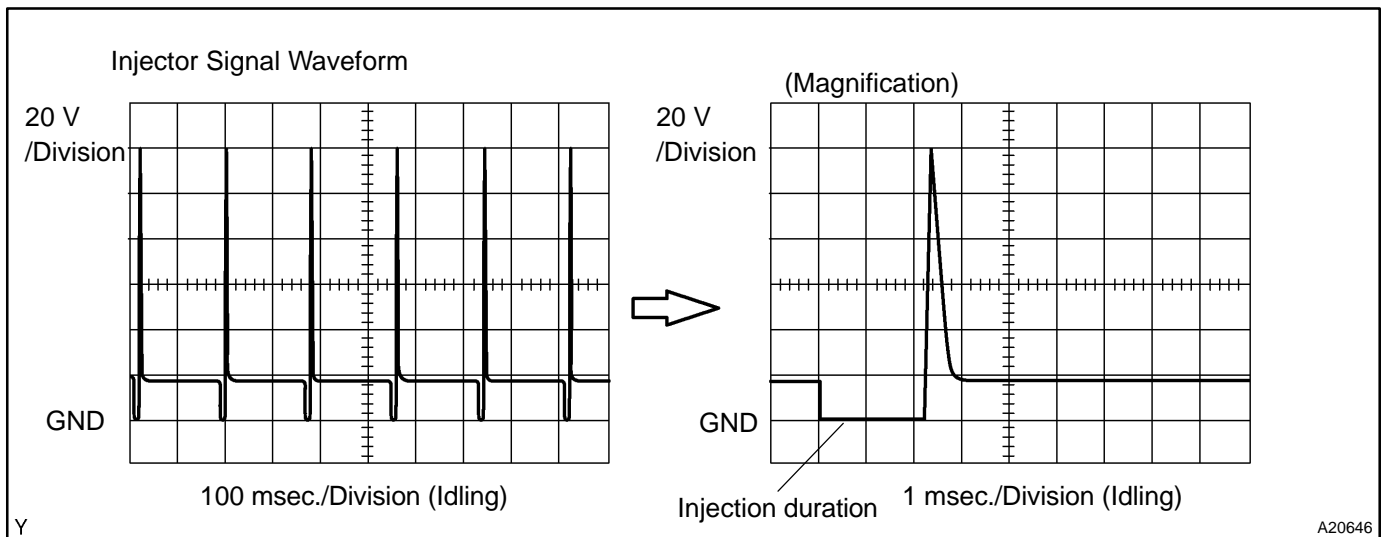 Injector Signal Waveform
(Magnification)
20 V
/Division
20 V
/Division
GND
GND
100 msec./Division (Idling)
Injection duration
1 msec./Division (Idling)
Y
A20646